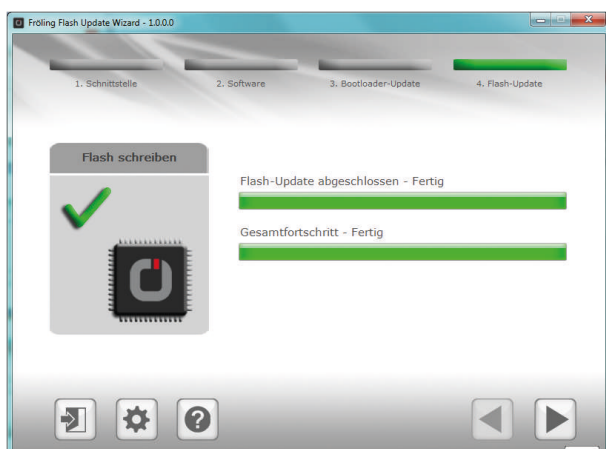 Fröling Flash Update Wizard - 1.0.0.0
1. Schnittstelle
2. Software
3. Bootloader-Update
4. Flash-Update
Flash schreiben
Flash-Update abgeschlossen - Fertig
Gesamtfortschritt - Fertig